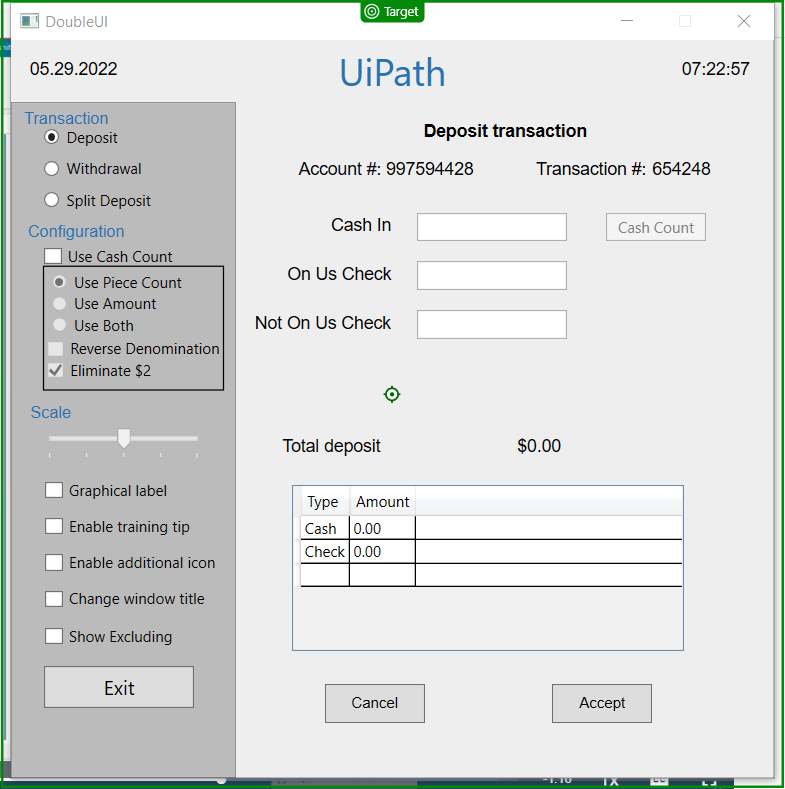 Target
DoubleUI
05.29.2022
UiPath
07:22:57
Transaction
Deposit
Withdrawal
Split Deposit
Configuration
Use Cash Count
Use Piece Count
Use Amount
Use Both
Reverse Denomination
Eliminate $2
Scale
Graphical label
Enable training tip
Enable additional icon
Change window title
Show Excluding
Exit
Deposit transaction
Account #: 997594428 Transaction #: 654248
Cash In
Cash Count
On Us Check
Not On Us Check
Total deposit $0.00
Type Amount
Cash 0.00
Check 0.00
Cancel Accept